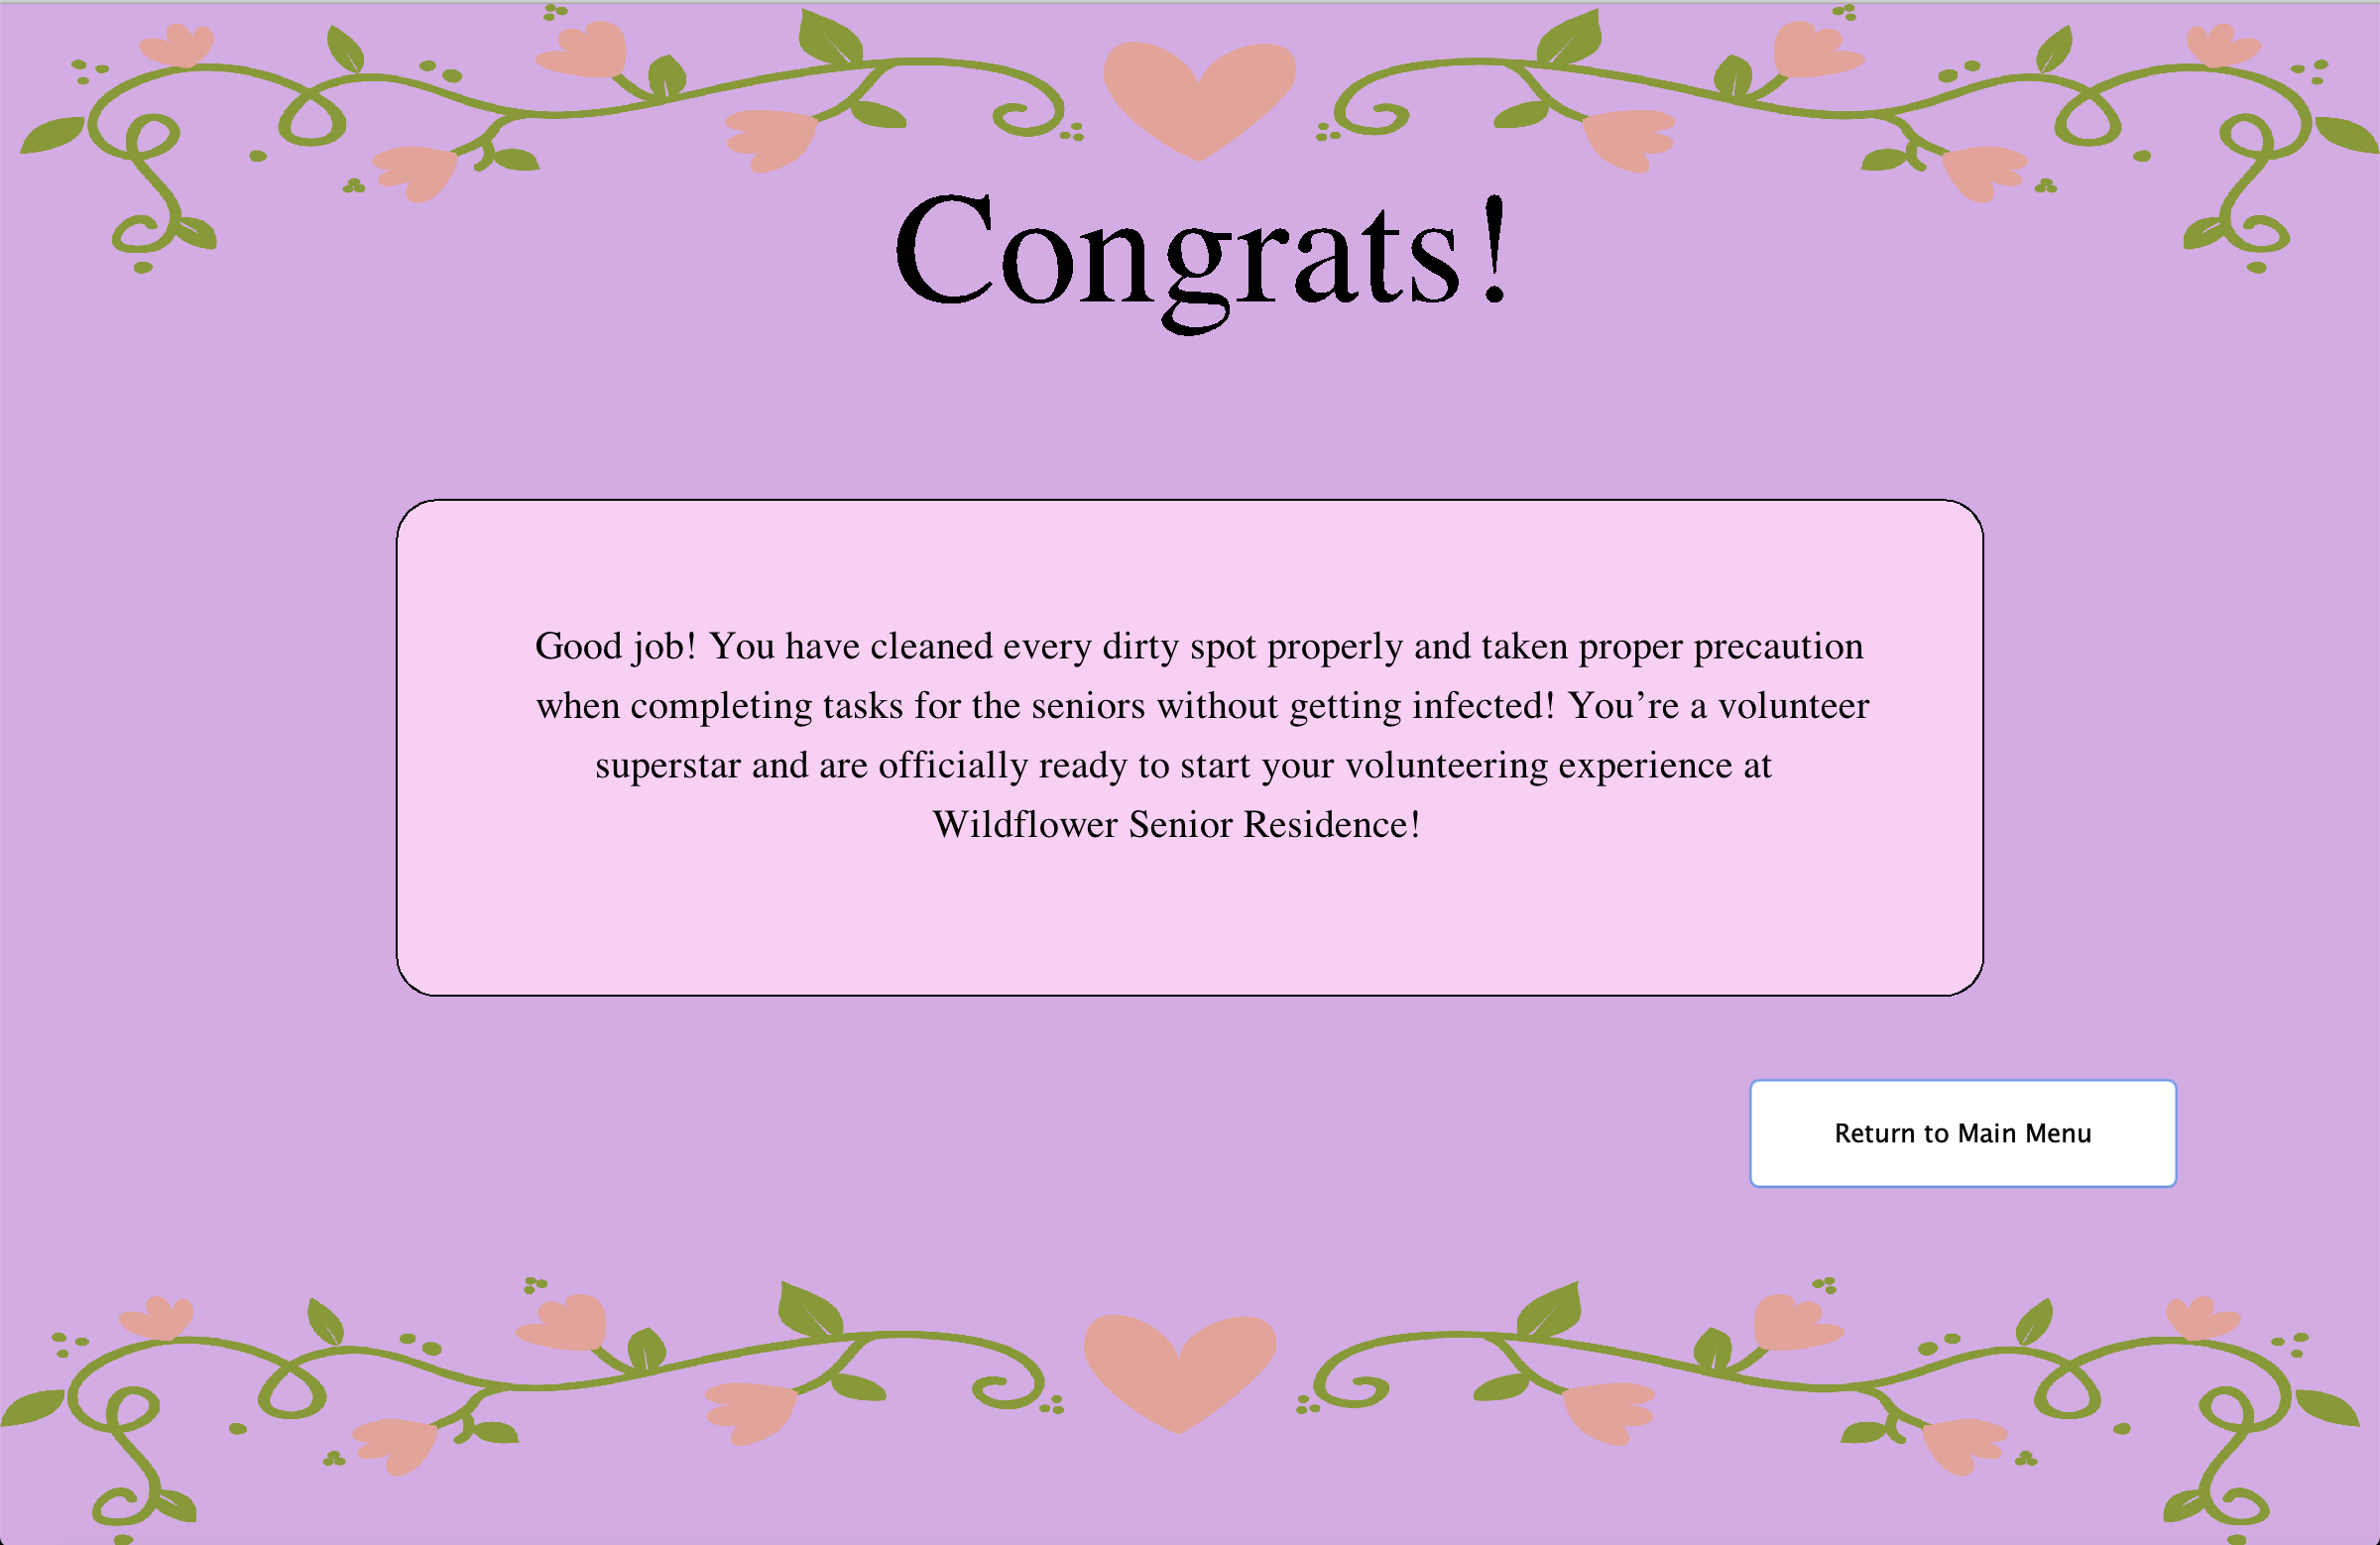 Congrats!
Good job! You have cleaned every dirty spot properly and taken proper precaution
when completing tasks for the seniors without getting infected! You’re a volunteer
superstar and are officially ready to start your volunteering experience at
Wildflower Senior Residence!
Return to Main Menu